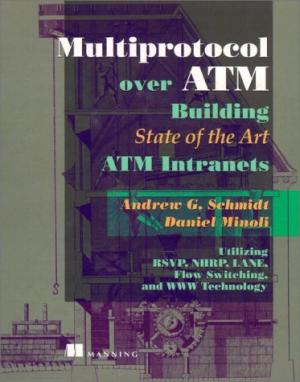 Multiprotocol
over ATM
Building
State of the Art
ATM Intranets
Andrew G. Schmidt
Daniel Minoli
Utilizing
RSVP, NHRP, LANE,
Flow Switching,
and WWW Technology
MANNING